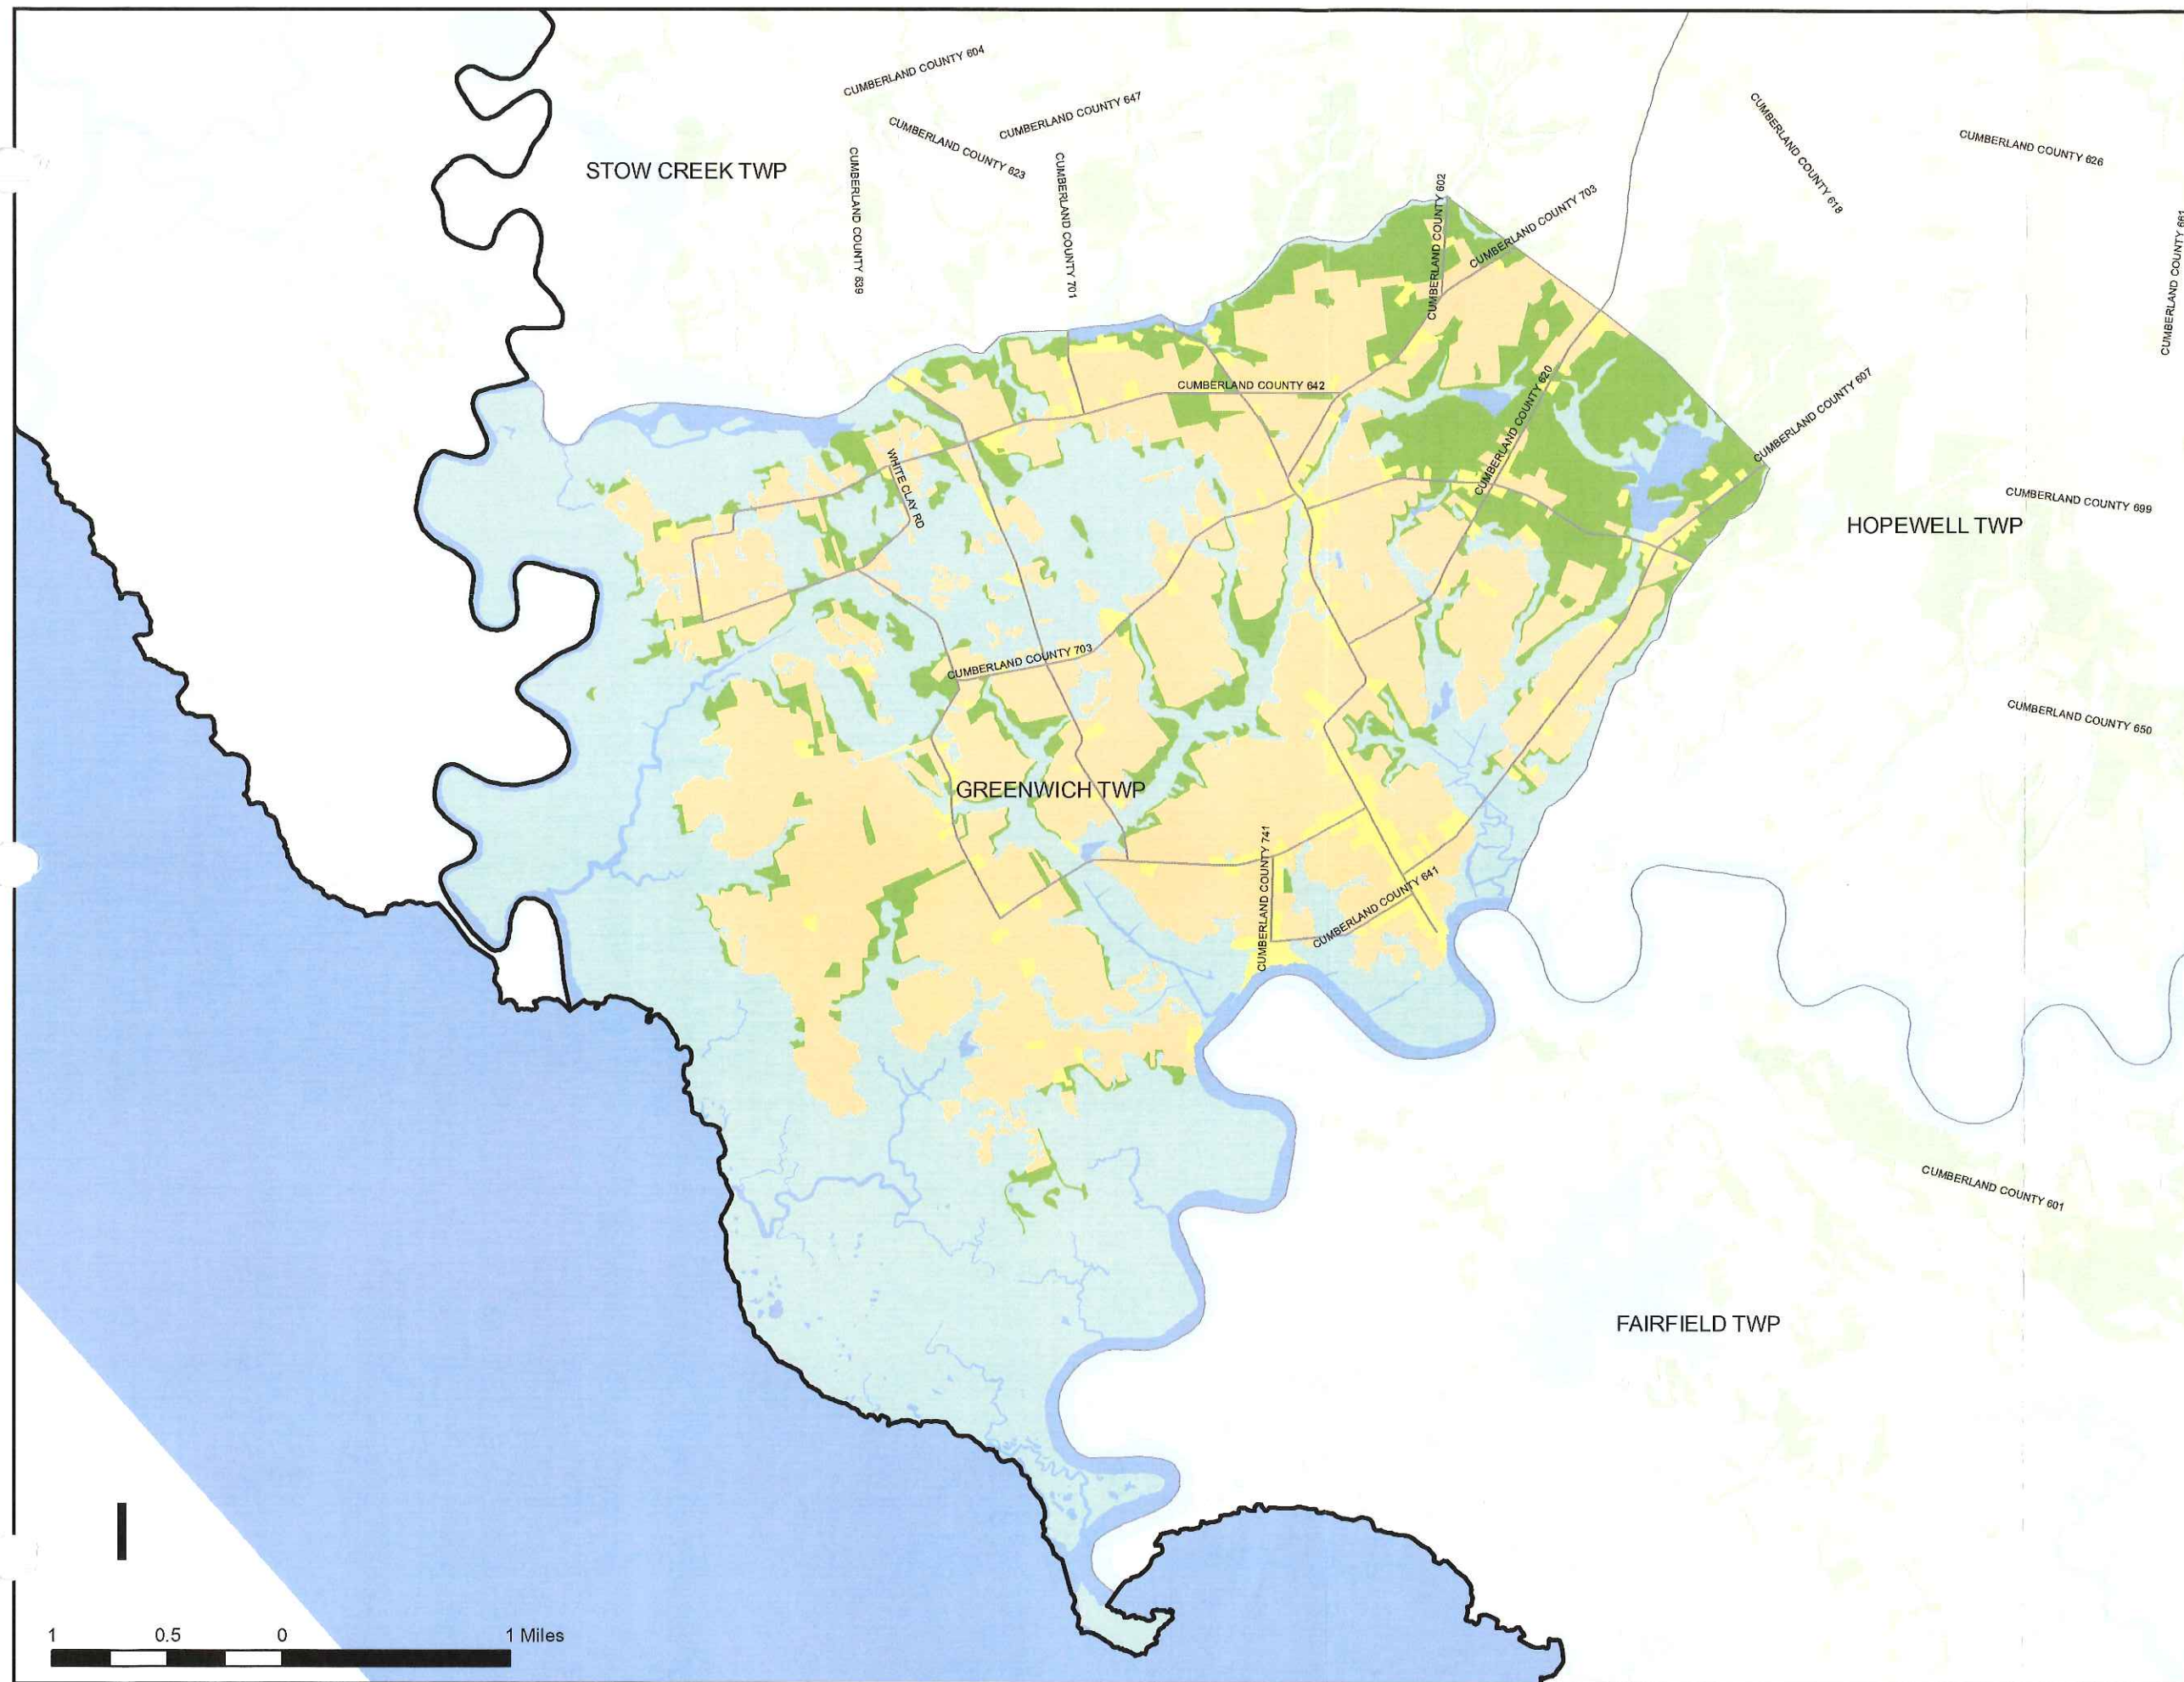 CUMBERLAND COUNTY 604
CUMBERLAND COUNTY 647
CUMBERLAND COUNTY 623
STOW CREEK TWP
CUMBERLAND COUNTY 639
CUMBERLAND COUNTY 701
CUMBERLAND COUNTY 602
CUMBERLAND COUNTY 703
CUMBERLAND COUNTY 618
CUMBERLAND COUNTY 626
CUMBERLAND COUNTY 661
CUMBERLAND COUNTY 642
CUMBERLAND COUNTY 620
CUMBERLAND COUNTY 607
WHITE CLAY RD
CUMBERLAND COUNTY 699
HOPEWELL TWP
CUMBERLAND COUNTY 703
CUMBERLAND COUNTY 650
GREENWICH TWP
CUMBERLAND COUNTY 741
CUMBERLAND COUNTY 641
CUMBERLAND COUNTY 601
FAIRFIELD TWP
1 0.5 0 1 Miles